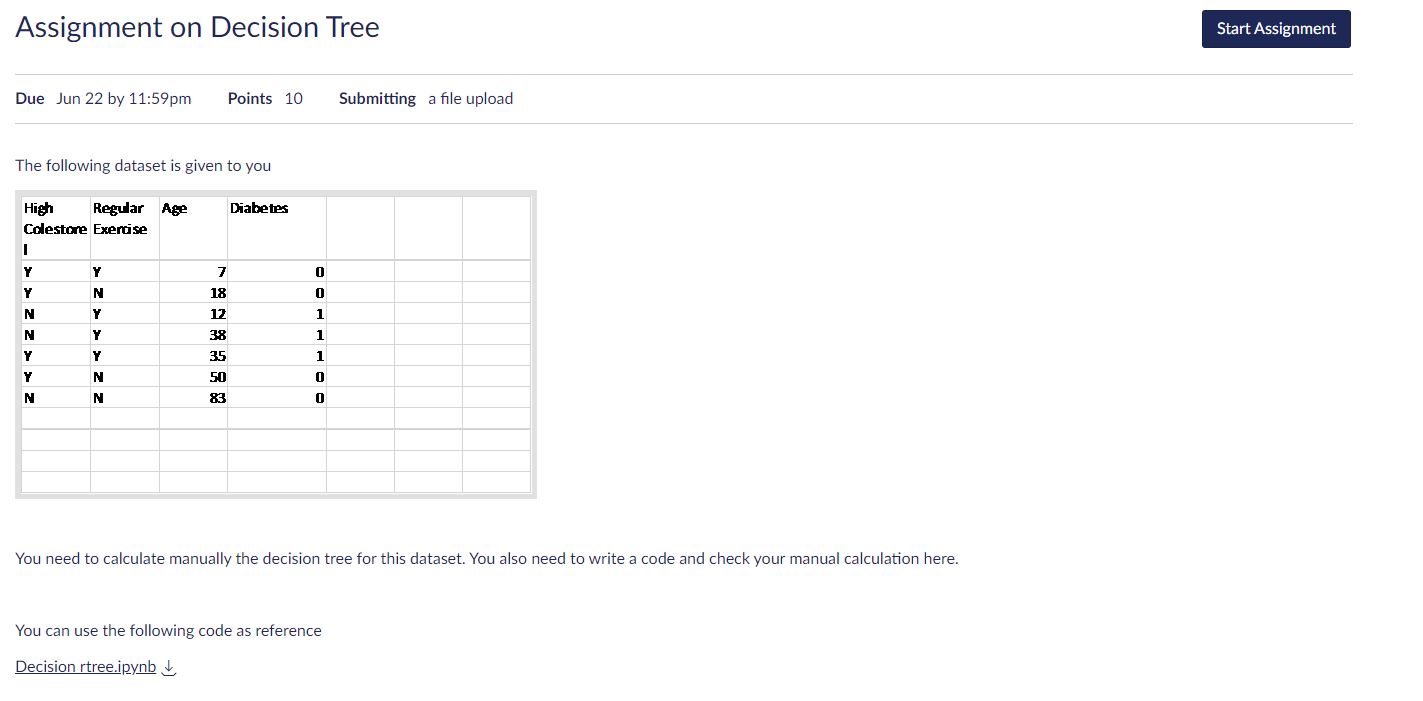 Assignment on Decision Tree
Start Assignment
Due Jun 22 by 11:59pm Points 10 Submitting a file upload
The following dataset is given to you
High Regular Age Diabetes
Colestore Exercise
l
Y Y 7 0
Y N 18 0
N Y 12 1
N Y 38 1
Y Y 35 1
Y N 50 0
N N 83 0
You need to calculate manually the decision tree for this dataset. You also need to write a code and check your manual calculation here.
You can use the following code as reference
Decision rtree.ipynb